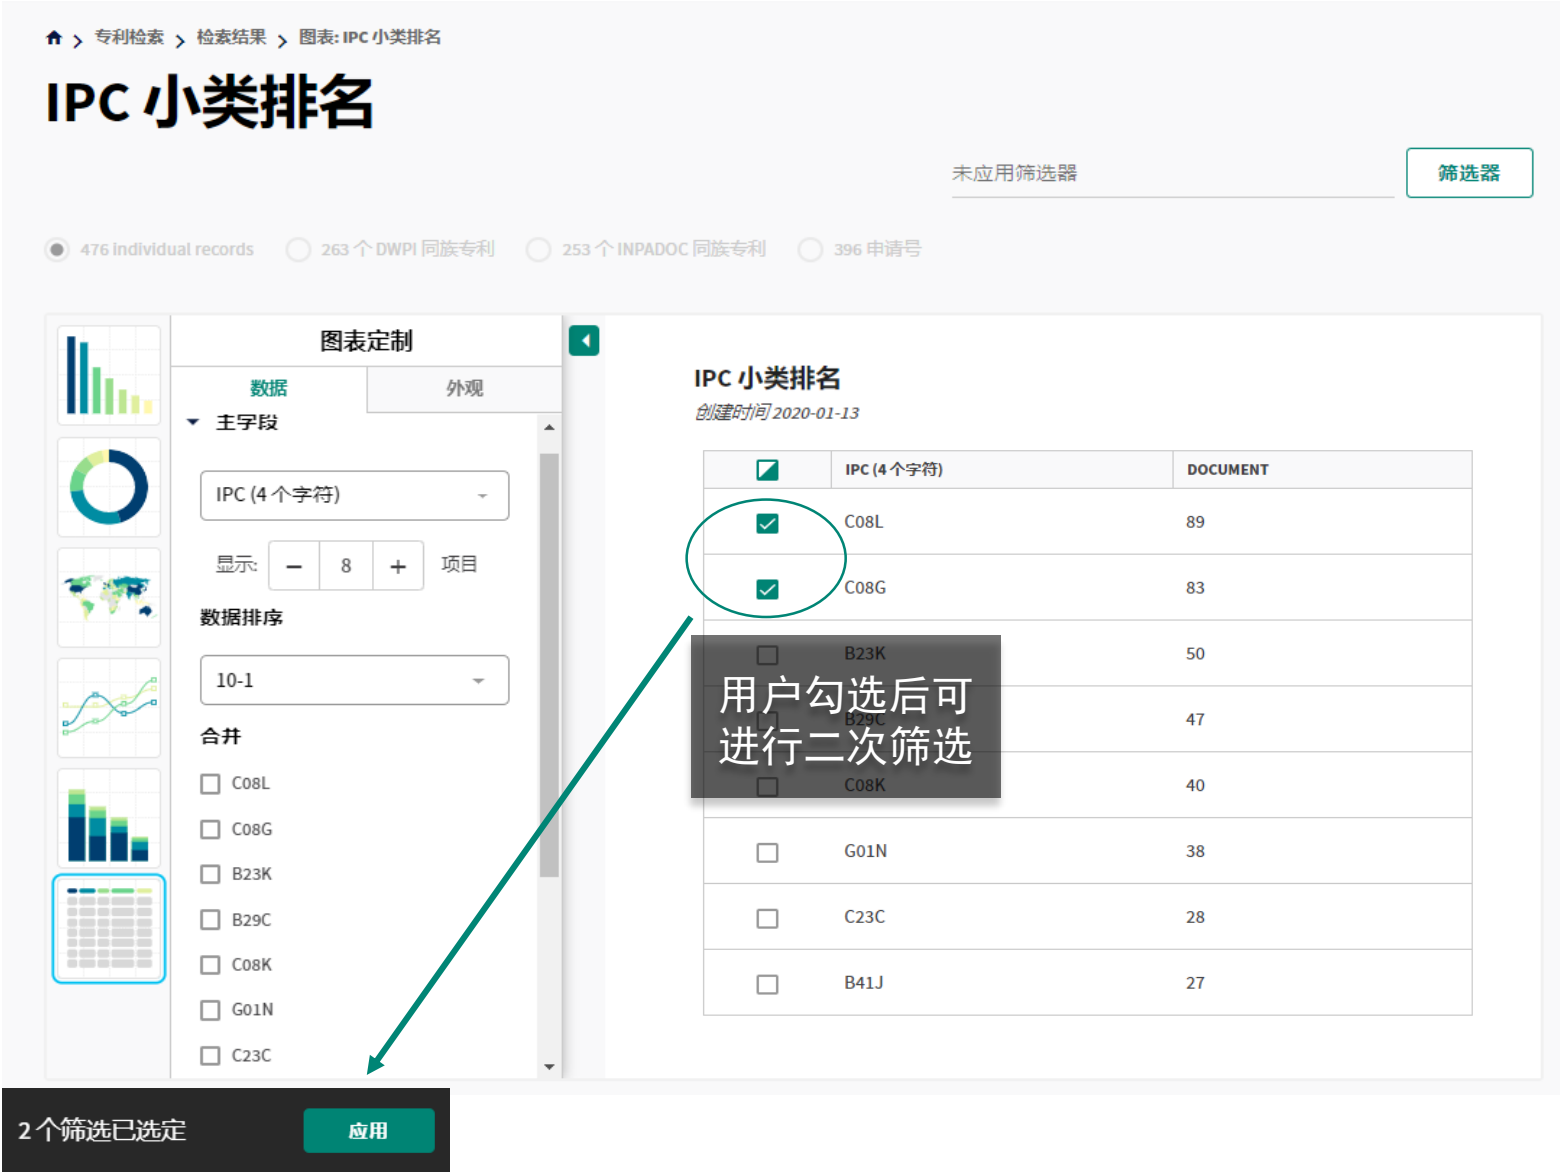 专利检索 检索结果 图表: IPC 小类排名
IPC 小类排名
未应用筛选器
筛选器
476 individual records
263 个 DWPI 同族专利
253 个 INPADOC 同族专利
396 申请号
图表定制
数据
外观
主字段
IPC (4 个字符)
显示: − 8 + 项目
数据排序
10-1
合并
C08L
C08G
B23K
B29C
C08K
G01N
C23C
IPC 小类排名
创建时间 2020-01-13
IPC (4 个字符) DOCUMENT
C08L 89
C08G 83
B23K 50
B29C 47
C08K 40
G01N 38
C23C 28
B41J 27
用户勾选后可
进行二次筛选
2 个筛选已选定
应用